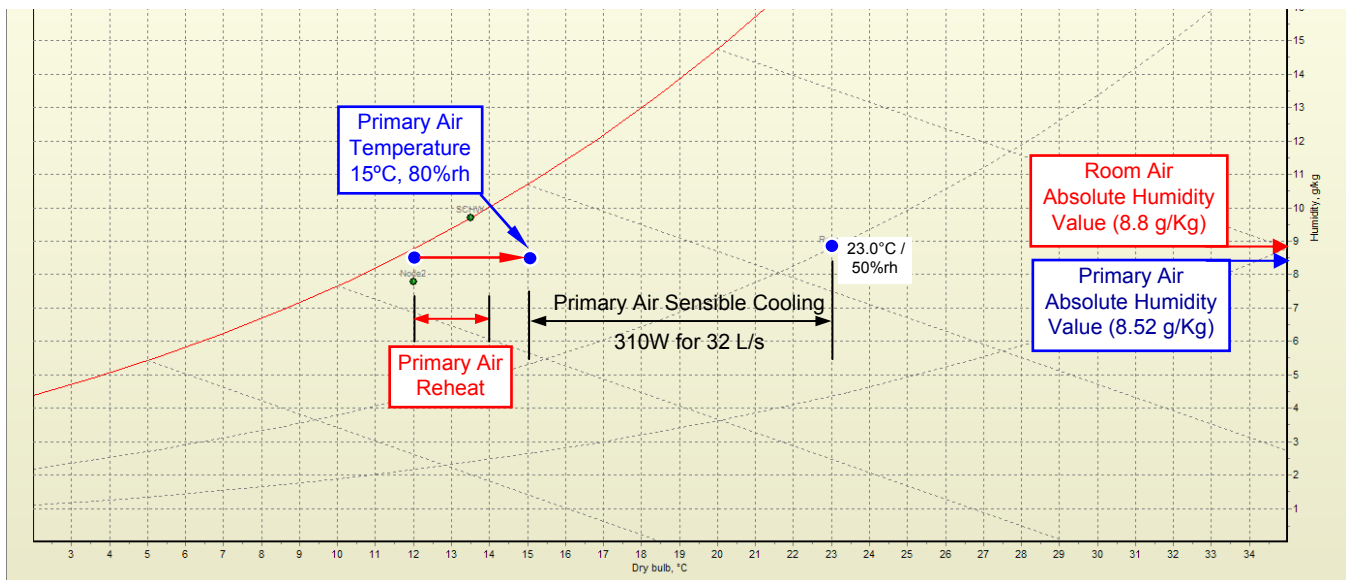 16
15
14
13
12
11
10
9
8
7
6
5
4
3
2
1
Humidity, g/kg
Primary Air
Temperature
15ºC, 80%rh
SCHW
Node2
Room Air
Absolute Humidity
Value (8.8 g/Kg)
23.0°C /
50%rh
Primary Air
Absolute Humidity
Value (8.52 g/Kg)
Primary Air Sensible Cooling
310W for 32 L/s
Primary Air
Reheat
3 4 5 6 7 8 9 10 11 12 13 14 15 16 17 18 19 20 21 22 23 24 25 26 27 28 29 30 31 32 33 34
Dry bulb, °C